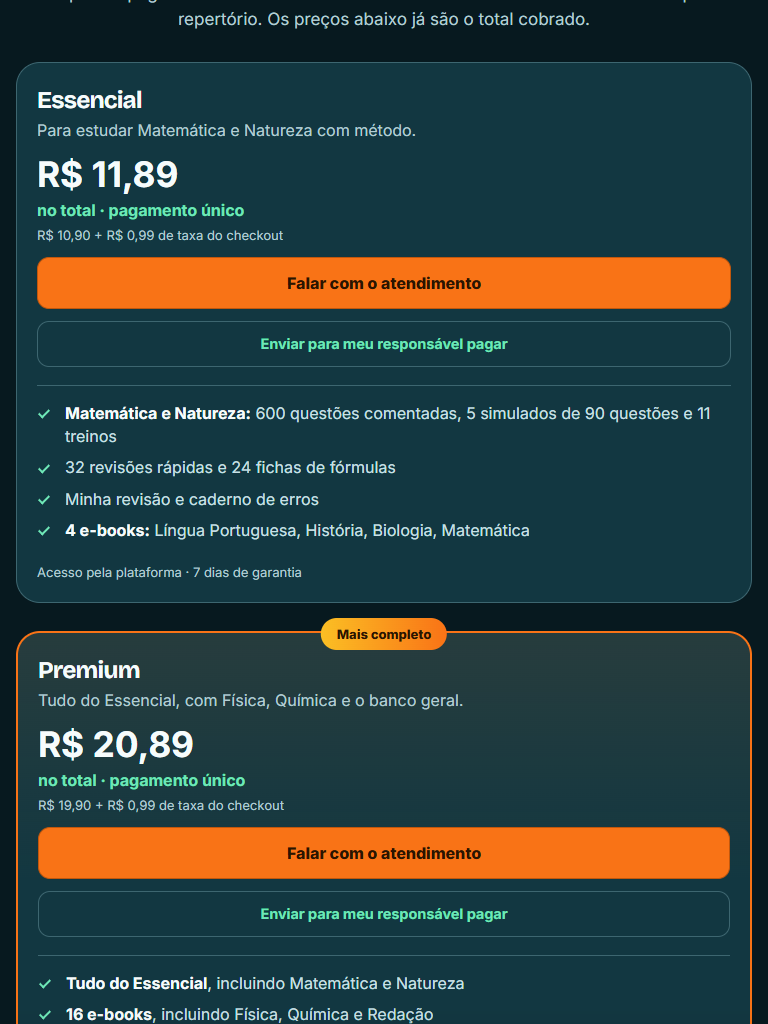 repertório. Os preços abaixo já são o total cobrado.
Essencial
Para estudar Matemática e Natureza com método.
R$ 11,89
no total · pagamento único
R$ 10,90 + R$ 0,99 de taxa do checkout
Falar com o atendimento
Enviar para meu responsável pagar
Matemática e Natureza: 600 questões comentadas, 5 simulados de 90 questões e 11
treinos
32 revisões rápidas e 24 fichas de fórmulas
Minha revisão e caderno de erros
4 e-books: Língua Portuguesa, História, Biologia, Matemática
Acesso pela plataforma · 7 dias de garantia
Mais completo
Premium
Tudo do Essencial, com Física, Química e o banco geral.
R$ 20,89
no total · pagamento único
R$ 19,90 + R$ 0,99 de taxa do checkout
Falar com o atendimento
Enviar para meu responsável pagar
Tudo do Essencial, incluindo Matemática e Natureza
16 e-books, incluindo Física, Química e Redação